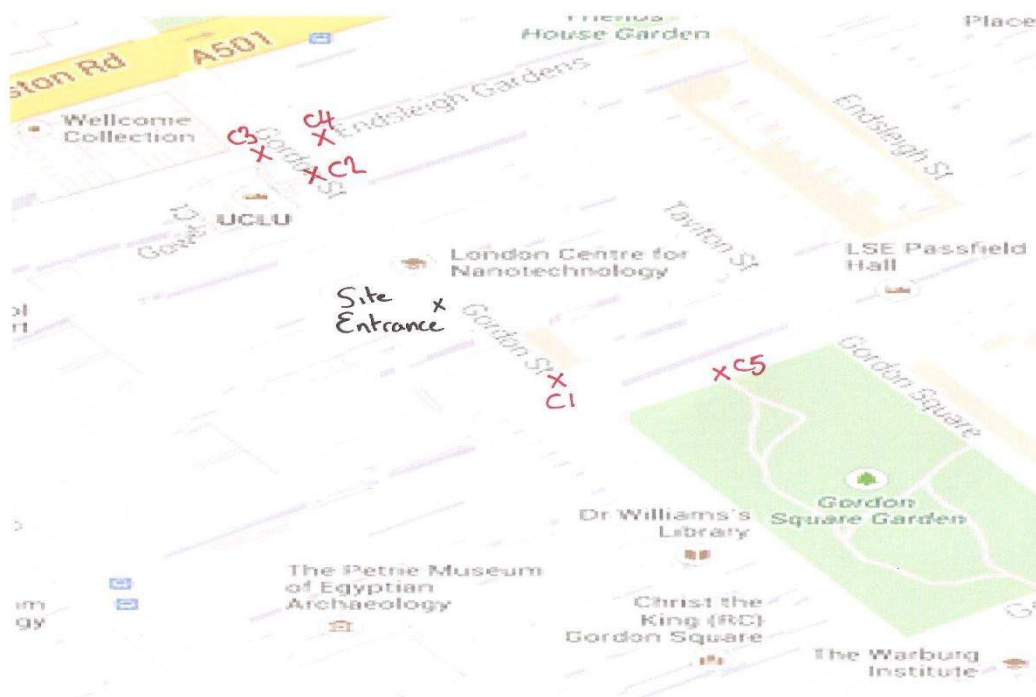 Friends
House Garden
Place
A501
ston Rd
Endsleigh Gardens
Wellcome
Collection
C3
C4
Gordon St
C2
Endsleigh St
UCLU
Gower Ct
Taviton St
London Centre for
Nanotechnology
LSE Passfield
Hall
Site
Entrance
Gordon St
C1
C5
Gordon Square
Gordon
Square Garden
Dr Williams's
Library
The Petrie Museum
of Egyptian
Archaeology
im
gy
Christ the
King (RC)
Gordon Square
The Warburg
Institute